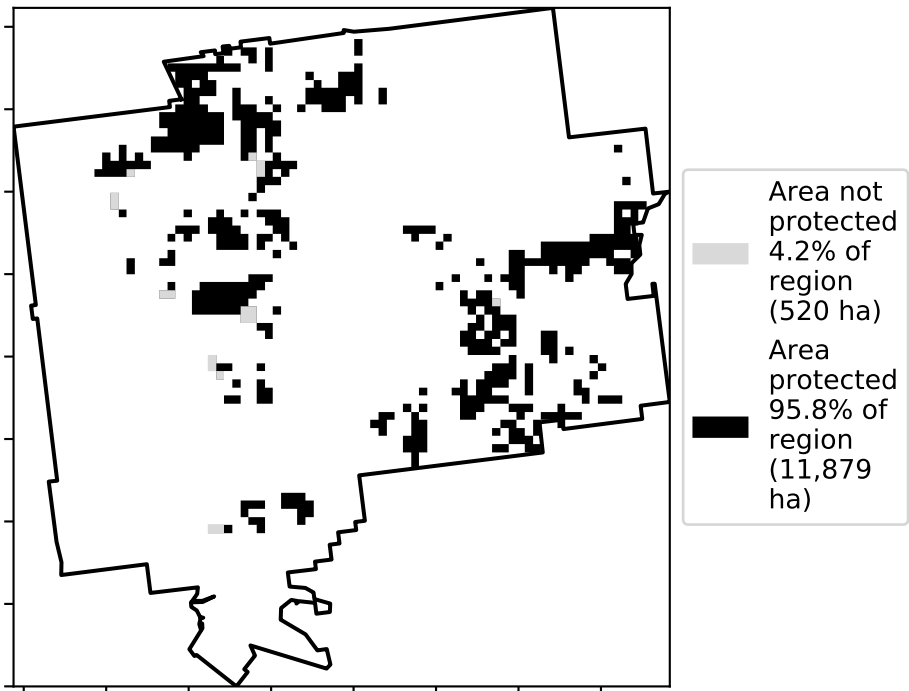 Area not
protected
4.2% of
region
(520 ha)
Area
protected
95.8% of
region
(11,879
ha)